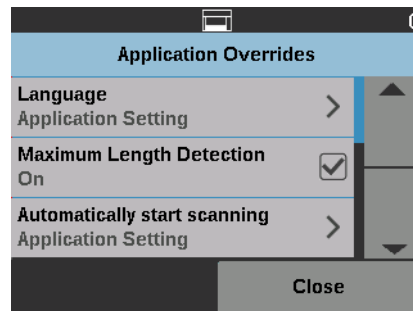 Application Overrides
Language
Application Setting
Maximum Length Detection
On
Automatically start scanning
Application Setting
Close